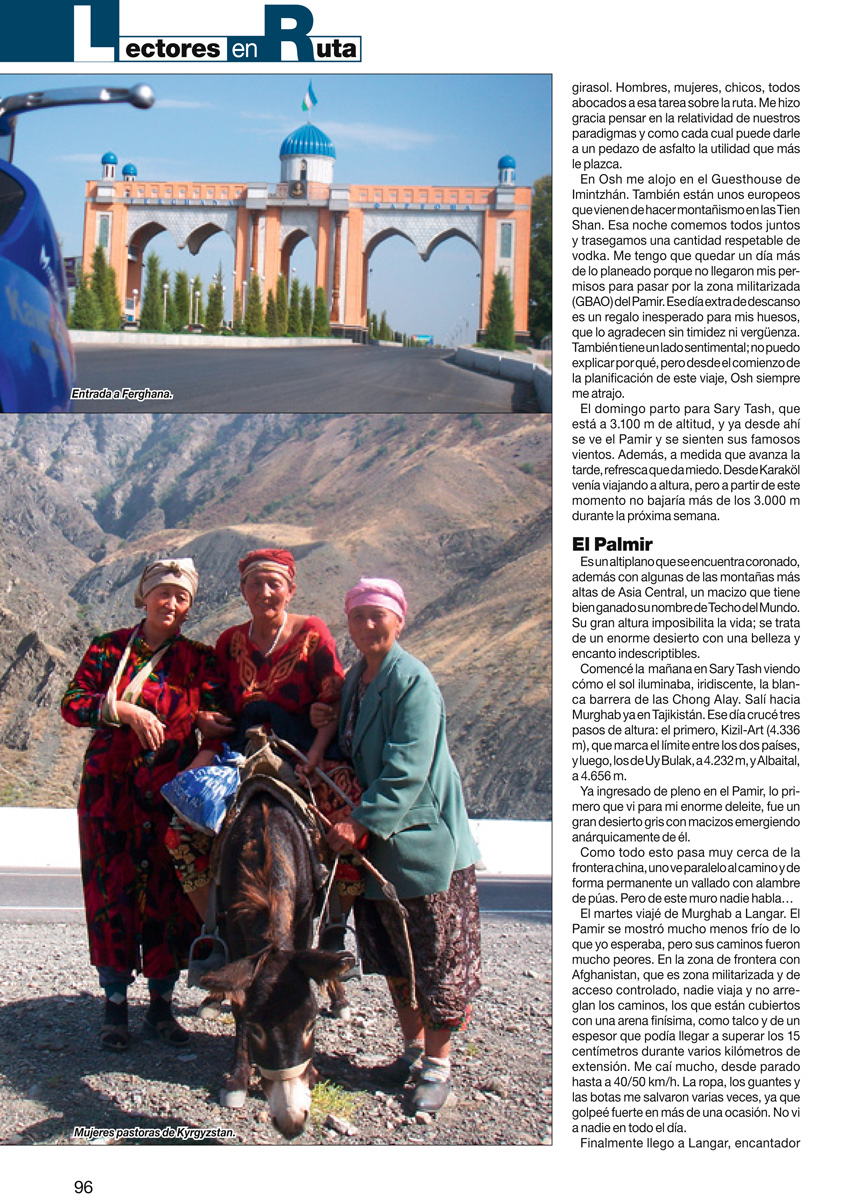 Lectores en Ruta
Entrada a Ferghana.
Mujeres pastoras de Kyrgyzstan.
girasol. Hombres, mujeres, chicos, todos
abocados a esa tarea sobre la ruta. Me hizo
gracia pensar en la relatividad de nuestros
paradigmas y como cada cual puede darle
a un pedazo de asfalto la utilidad que más
le plazca.
En Osh me alojo en el Guesthouse de
Imintzhán. También están unos europeos
que vienen de hacer montañismo en las Tien
Shan. Esa noche comemos todos juntos
y trasegamos una cantidad respetable de
vodka. Me tengo que quedar un día más
de lo planeado porque no llegaron mis per-
misos para pasar por la zona militarizada
(GBAO) del Pamir. Ese día extra de descanso
es un regalo inesperado para mis huesos,
que lo agradecen sin timidez ni vergüenza.
También tiene un lado sentimental; no puedo
explicar por qué, pero desde el comienzo de
la planificación de este viaje, Osh siempre
me atrajo.
El domingo parto para Sary Tash, que
está a 3.100 m de altitud, y ya desde ahí
se ve el Pamir y se sienten sus famosos
vientos. Además, a medida que avanza la
tarde, refresca que da miedo. Desde Karaköl
venía viajando a altura, pero a partir de este
momento no bajaría más de los 3.000 m
durante la próxima semana.
El Palmir
Es un altiplano que se encuentra coronado,
además con algunas de las montañas más
altas de Asia Central, un macizo que tiene
bien ganado su nombre de Techo del Mundo.
Su gran altura imposibilita la vida; se trata
de un enorme desierto con una belleza y
encanto indescriptibles.
Comencé la mañana en Sary Tash viendo
cómo el sol iluminaba, iridiscente, la blan-
ca barrera de las Chong Alay. Salí hacia
Murghab ya en Tajikistán. Ese día crucé tres
pasos de altura: el primero, Kizil-Art (4.336
m), que marca el límite entre los dos países,
y luego, los de Uy Bulak, a 4.232 m, y Albaital,
a 4.656 m.
Ya ingresado de pleno en el Pamir, lo pri-
mero que vi para mi enorme deleite, fue un
gran desierto gris con macizos emergiendo
anárquicamente de él.
Como todo esto pasa muy cerca de la
frontera china, uno ve paralelo al camino y de
forma permanente un vallado con alambre
de púas. Pero de este muro nadie habla…
El martes viajé de Murghab a Langar. El
Pamir se mostró mucho menos frío de lo
que yo esperaba, pero sus caminos fueron
mucho peores. En la zona de frontera con
Afghanistan, que es zona militarizada y de
acceso controlado, nadie viaja y no arre-
glan los caminos, los que están cubiertos
con una arena finísima, como talco y de un
espesor que podía llegar a superar los 15
centímetros durante varios kilómetros de
extensión. Me caí mucho, desde parado
hasta a 40/50 km/h. La ropa, los guantes y
las botas me salvaron varias veces, ya que
golpeé fuerte en más de una ocasión. No vi
a nadie en todo el día.
Finalmente llego a Langar, encantador
96